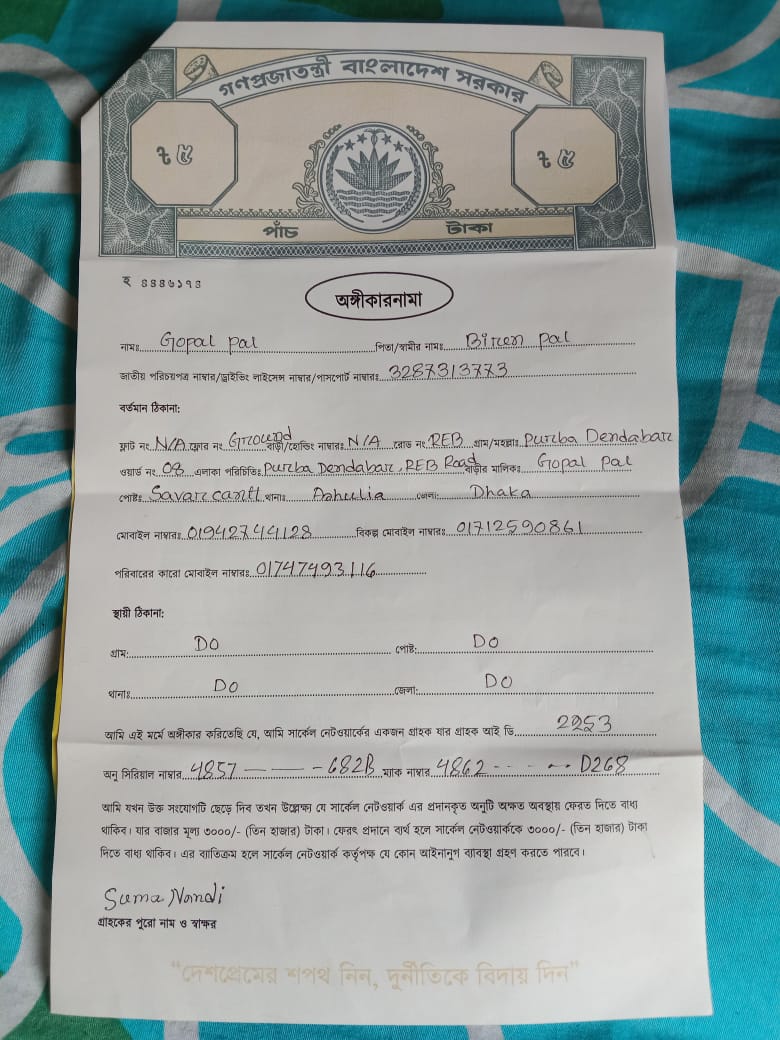 গণপ্রজাতন্ত্রী বাংলাদেশ সরকার
৳ ৫ ৳ ৫
পাঁচ টাকা
হ ৪৪৪৬১৭৪
অঙ্গীকারনামা
নামঃ Gopal pal পিতা/স্বামীর নামঃ Biren pal
জাতীয় পরিচয়পত্র নাম্বার/ড্রাইভিং লাইসেন্স নাম্বার/পাসপোর্ট নাম্বারঃ 3287313773
বর্তমান ঠিকানা:
ফ্লাট নং N/A ফ্লোর নং Ground বাড়ী/হোল্ডিং নাম্বারঃ N/A রোড নং REB গ্রাম/মহল্লাঃ Purba Dendabar
ওয়ার্ড নং 08 এলাকা পরিচিতিঃ Purba Dendabar, REB Road বাড়ীর মালিকঃ Gopal Pal
পোষ্টঃ Savar cantt থানাঃ Ashulia জেলা: Dhaka
মোবাইল নাম্বারঃ 01942744128 বিকল্প মোবাইল নাম্বারঃ 01712590861
পরিবারের কারো মোবাইল নাম্বারঃ 01747493116
স্থায়ী ঠিকানা:
গ্রাম: DO পোষ্ট: DO
থানাঃ DO জেলা: DO
আমি এই মর্মে অঙ্গীকার করিতেছি যে, আমি সার্কেল নেটওয়ার্কের একজন গ্রাহক যার গ্রাহক আই ডি 2253
অনু সিরিয়াল নাম্বার 4857 — — - 682B ম্যাক নাম্বার 4862 - - - - - D268
আমি যখন উক্ত সংযোগটি ছেড়ে দিব তখন উল্লেক্ষ্য যে সার্কেল নেটওয়ার্ক এর প্রদানকৃত অনুটি অক্ষত অবস্থায় ফেরত দিতে বাধ্য
থাকিব। যার বাজার মূল্য ৩০০০/- (তিন হাজার) টাকা। ফেরৎ প্রদানে ব্যর্থ হলে সার্কেল নেটওয়ার্ককে ৩০০০/- (তিন হাজার) টাকা
দিতে বাধ্য থাকিব। এর ব্যতিক্রম হলে সার্কেল নেটওয়ার্ক কর্তৃপক্ষ যে কোন আইনানুগ ব্যবস্থা গ্রহণ করতে পারবে।
Suma Nandi
গ্রাহকের পুরো নাম ও স্বাক্ষর
"দেশপ্রেমের শপথ নিন, দুর্নীতিকে বিদায় দিন"